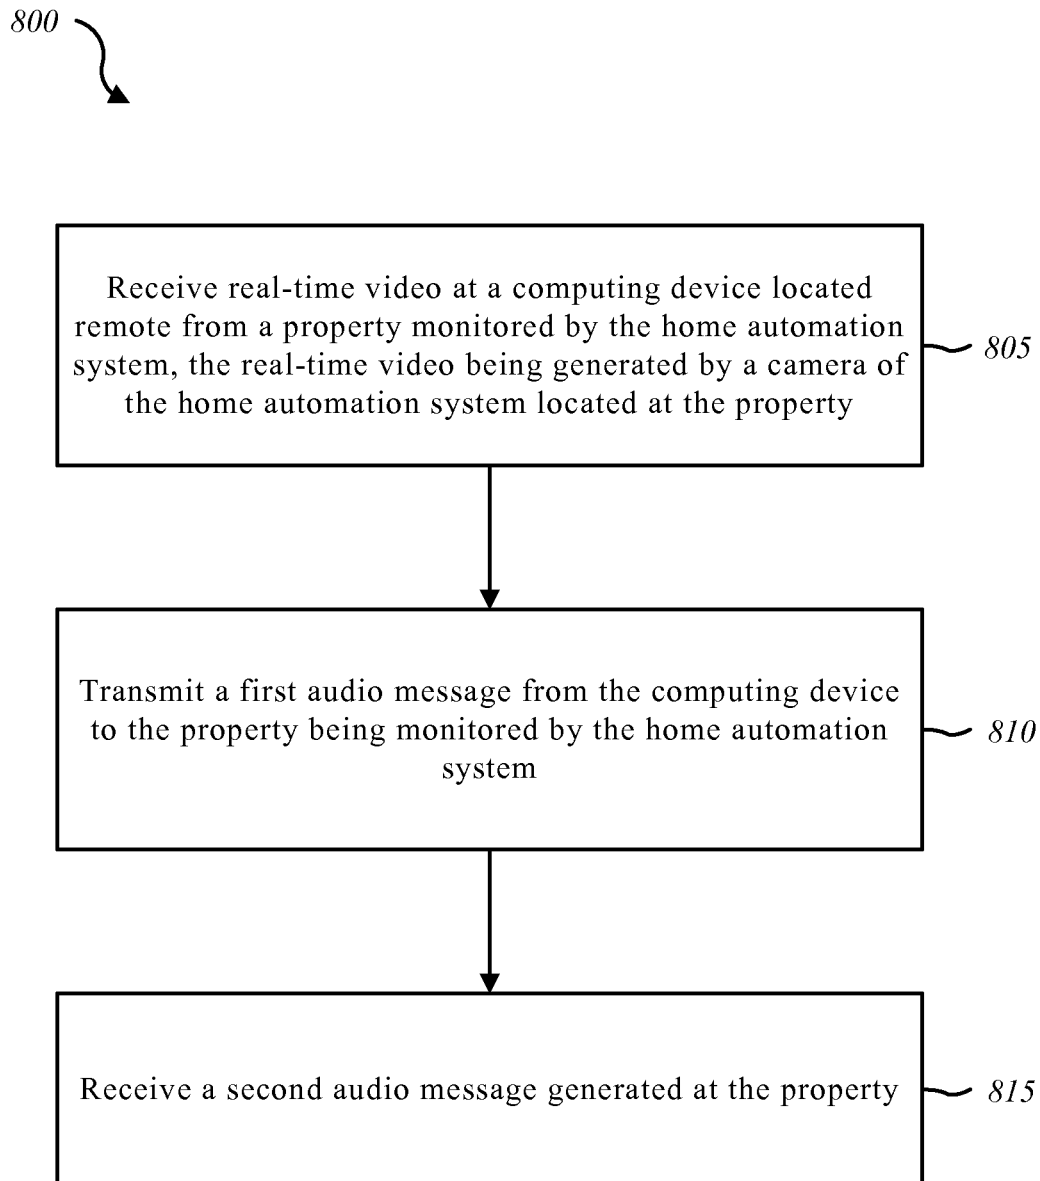 800
Receive real-time video at a computing device located
remote from a property monitored by the home automation
system, the real-time video being generated by a camera of
the home automation system located at the property
805
Transmit a first audio message from the computing device
to the property being monitored by the home automation
system
810
Receive a second audio message generated at the property
815